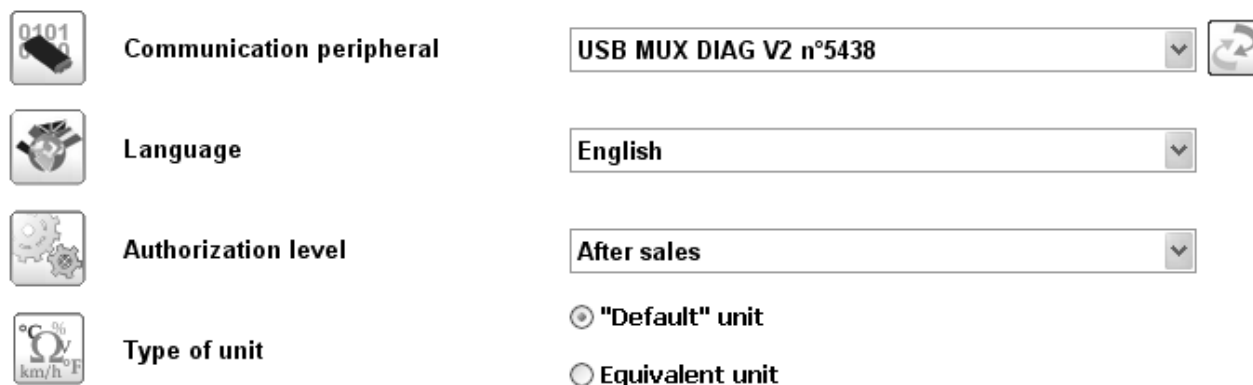 0101
Communication peripheral
USB MUX DIAG V2 n°5438
Language
English
Authorization level
After sales
°C % Ω V km/h °F
Type of unit
"Default" unit
Equivalent unit